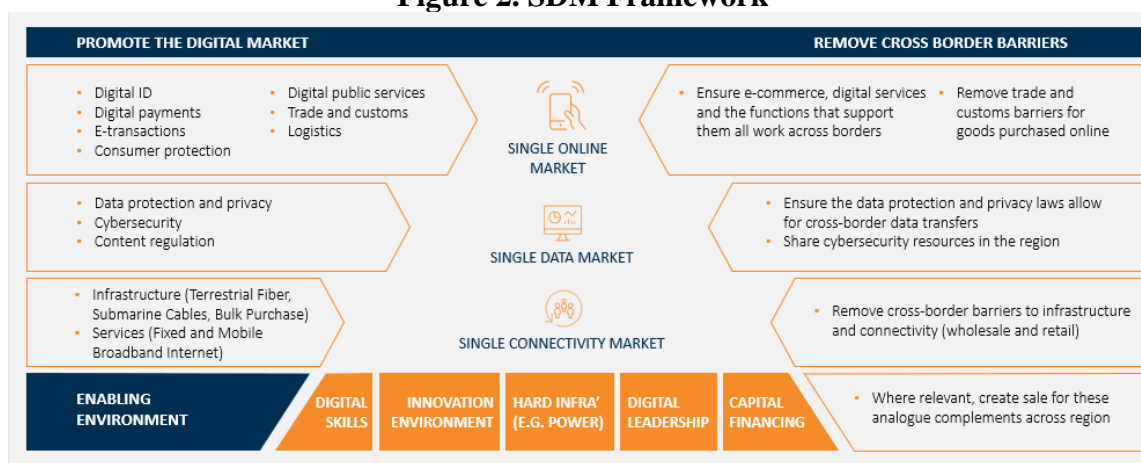 Figure 2. SDM Framework
PROMOTE THE DIGITAL MARKET
REMOVE CROSS BORDER BARRIERS
• Digital ID
• Digital payments
• E-transactions
• Consumer protection
• Digital public services
• Trade and customs
• Logistics
SINGLE ONLINE
MARKET
• Ensure e-commerce, digital services
and the functions that support
them all work across borders
• Remove trade and
customs barriers for
goods purchased online
• Data protection and privacy
• Cybersecurity
• Content regulation
SINGLE DATA MARKET
• Ensure the data protection and privacy laws allow
for cross-border data transfers
• Share cybersecurity resources in the region
• Infrastructure (Terrestrial Fiber,
Submarine Cables, Bulk Purchase)
• Services (Fixed and Mobile
Broadband Internet)
SINGLE CONNECTIVITY MARKET
• Remove cross-border barriers to infrastructure
and connectivity (wholesale and retail)
ENABLING
ENVIRONMENT
DIGITAL
SKILLS
INNOVATION
ENVIRONMENT
HARD INFRA'
(E.G. POWER)
DIGITAL
LEADERSHIP
CAPITAL
FINANCING
• Where relevant, create sale for these
analogue complements across region